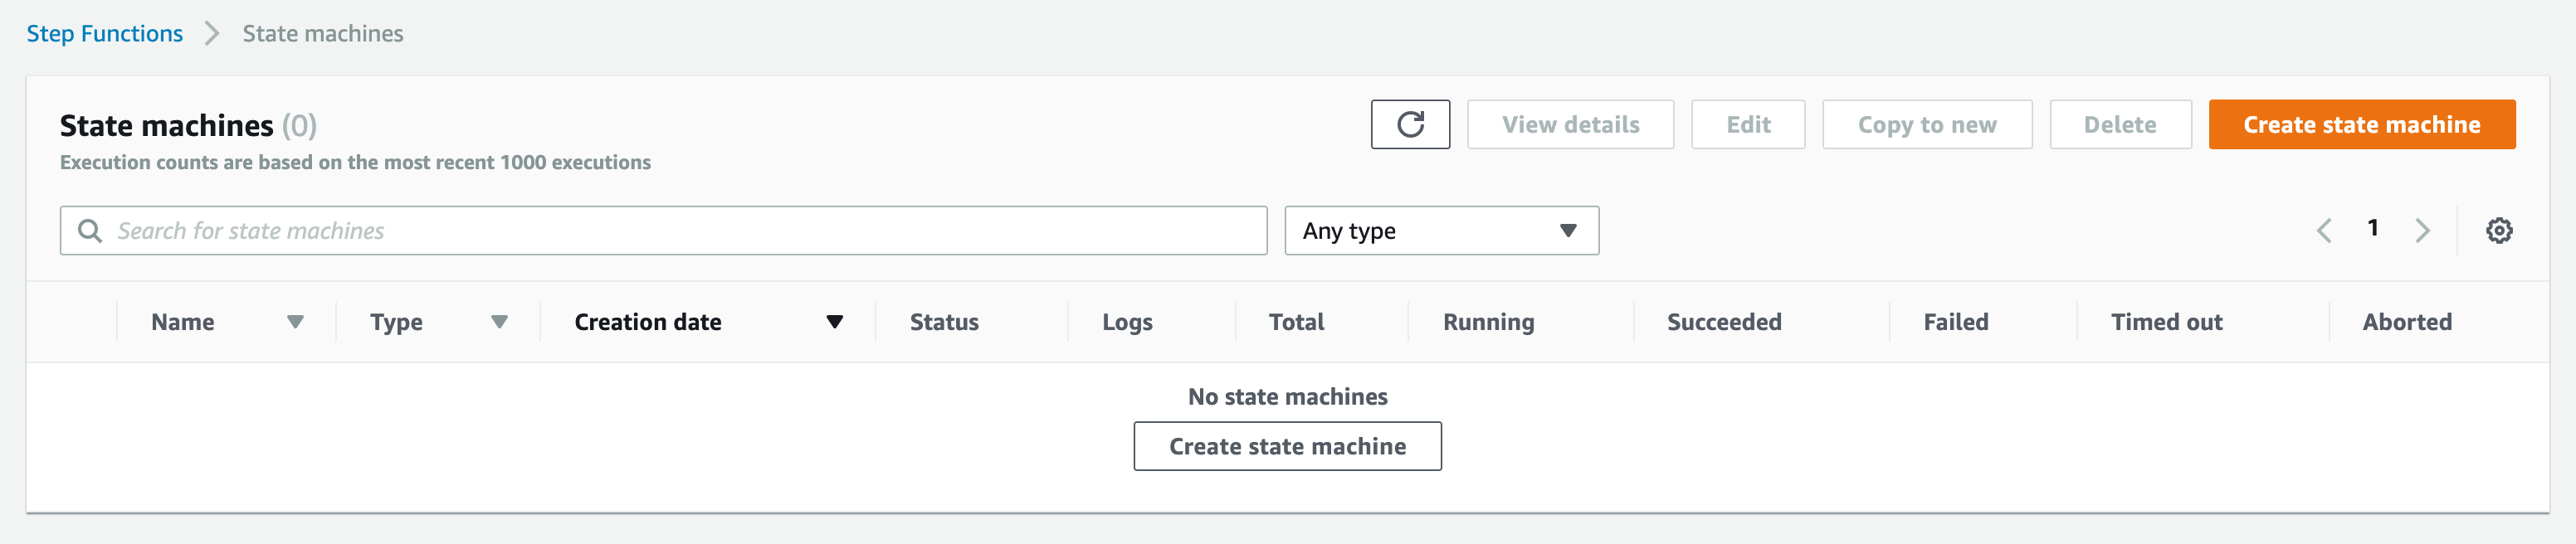 Step Functions State machines
State machines (0)
Execution counts are based on the most recent 1000 executions
View details Edit Copy to new Delete Create state machine
Search for state machines Any type 1
Name Type Creation date Status Logs Total Running Succeeded Failed Timed out Aborted
No state machines
Create state machine